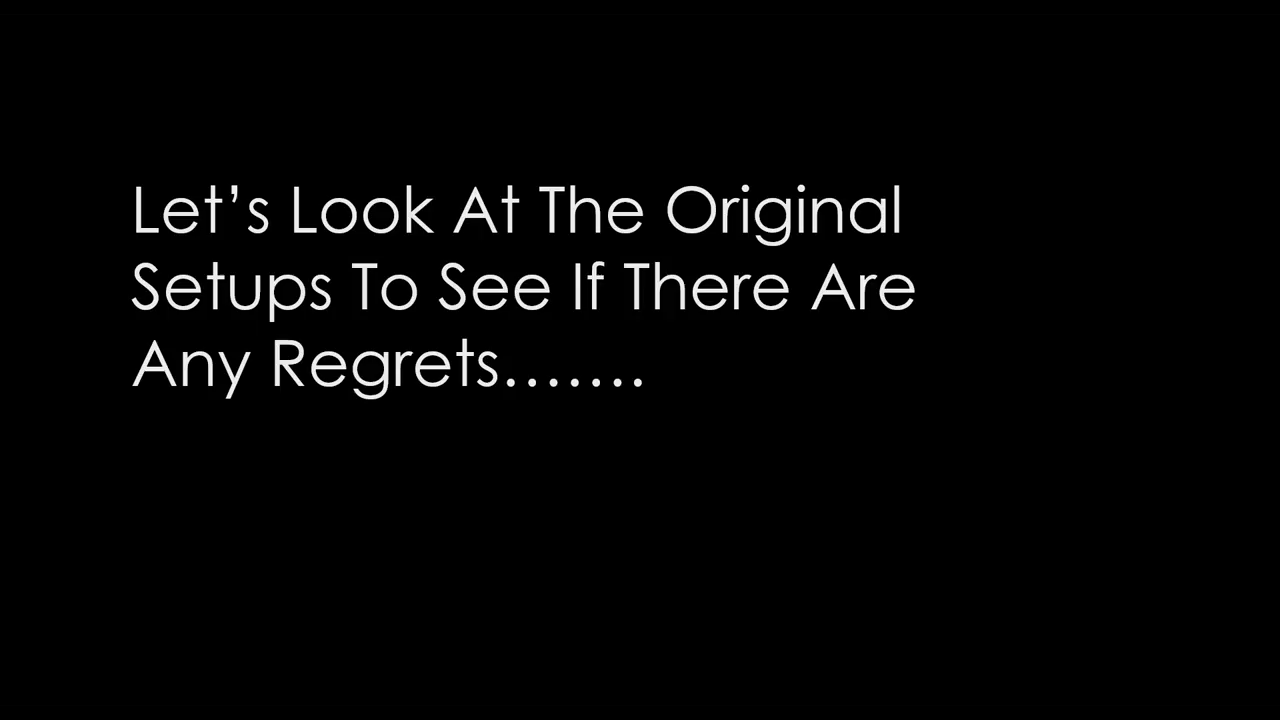 Let’s Look At The Original
Setups To See If There Are
Any Regrets…….